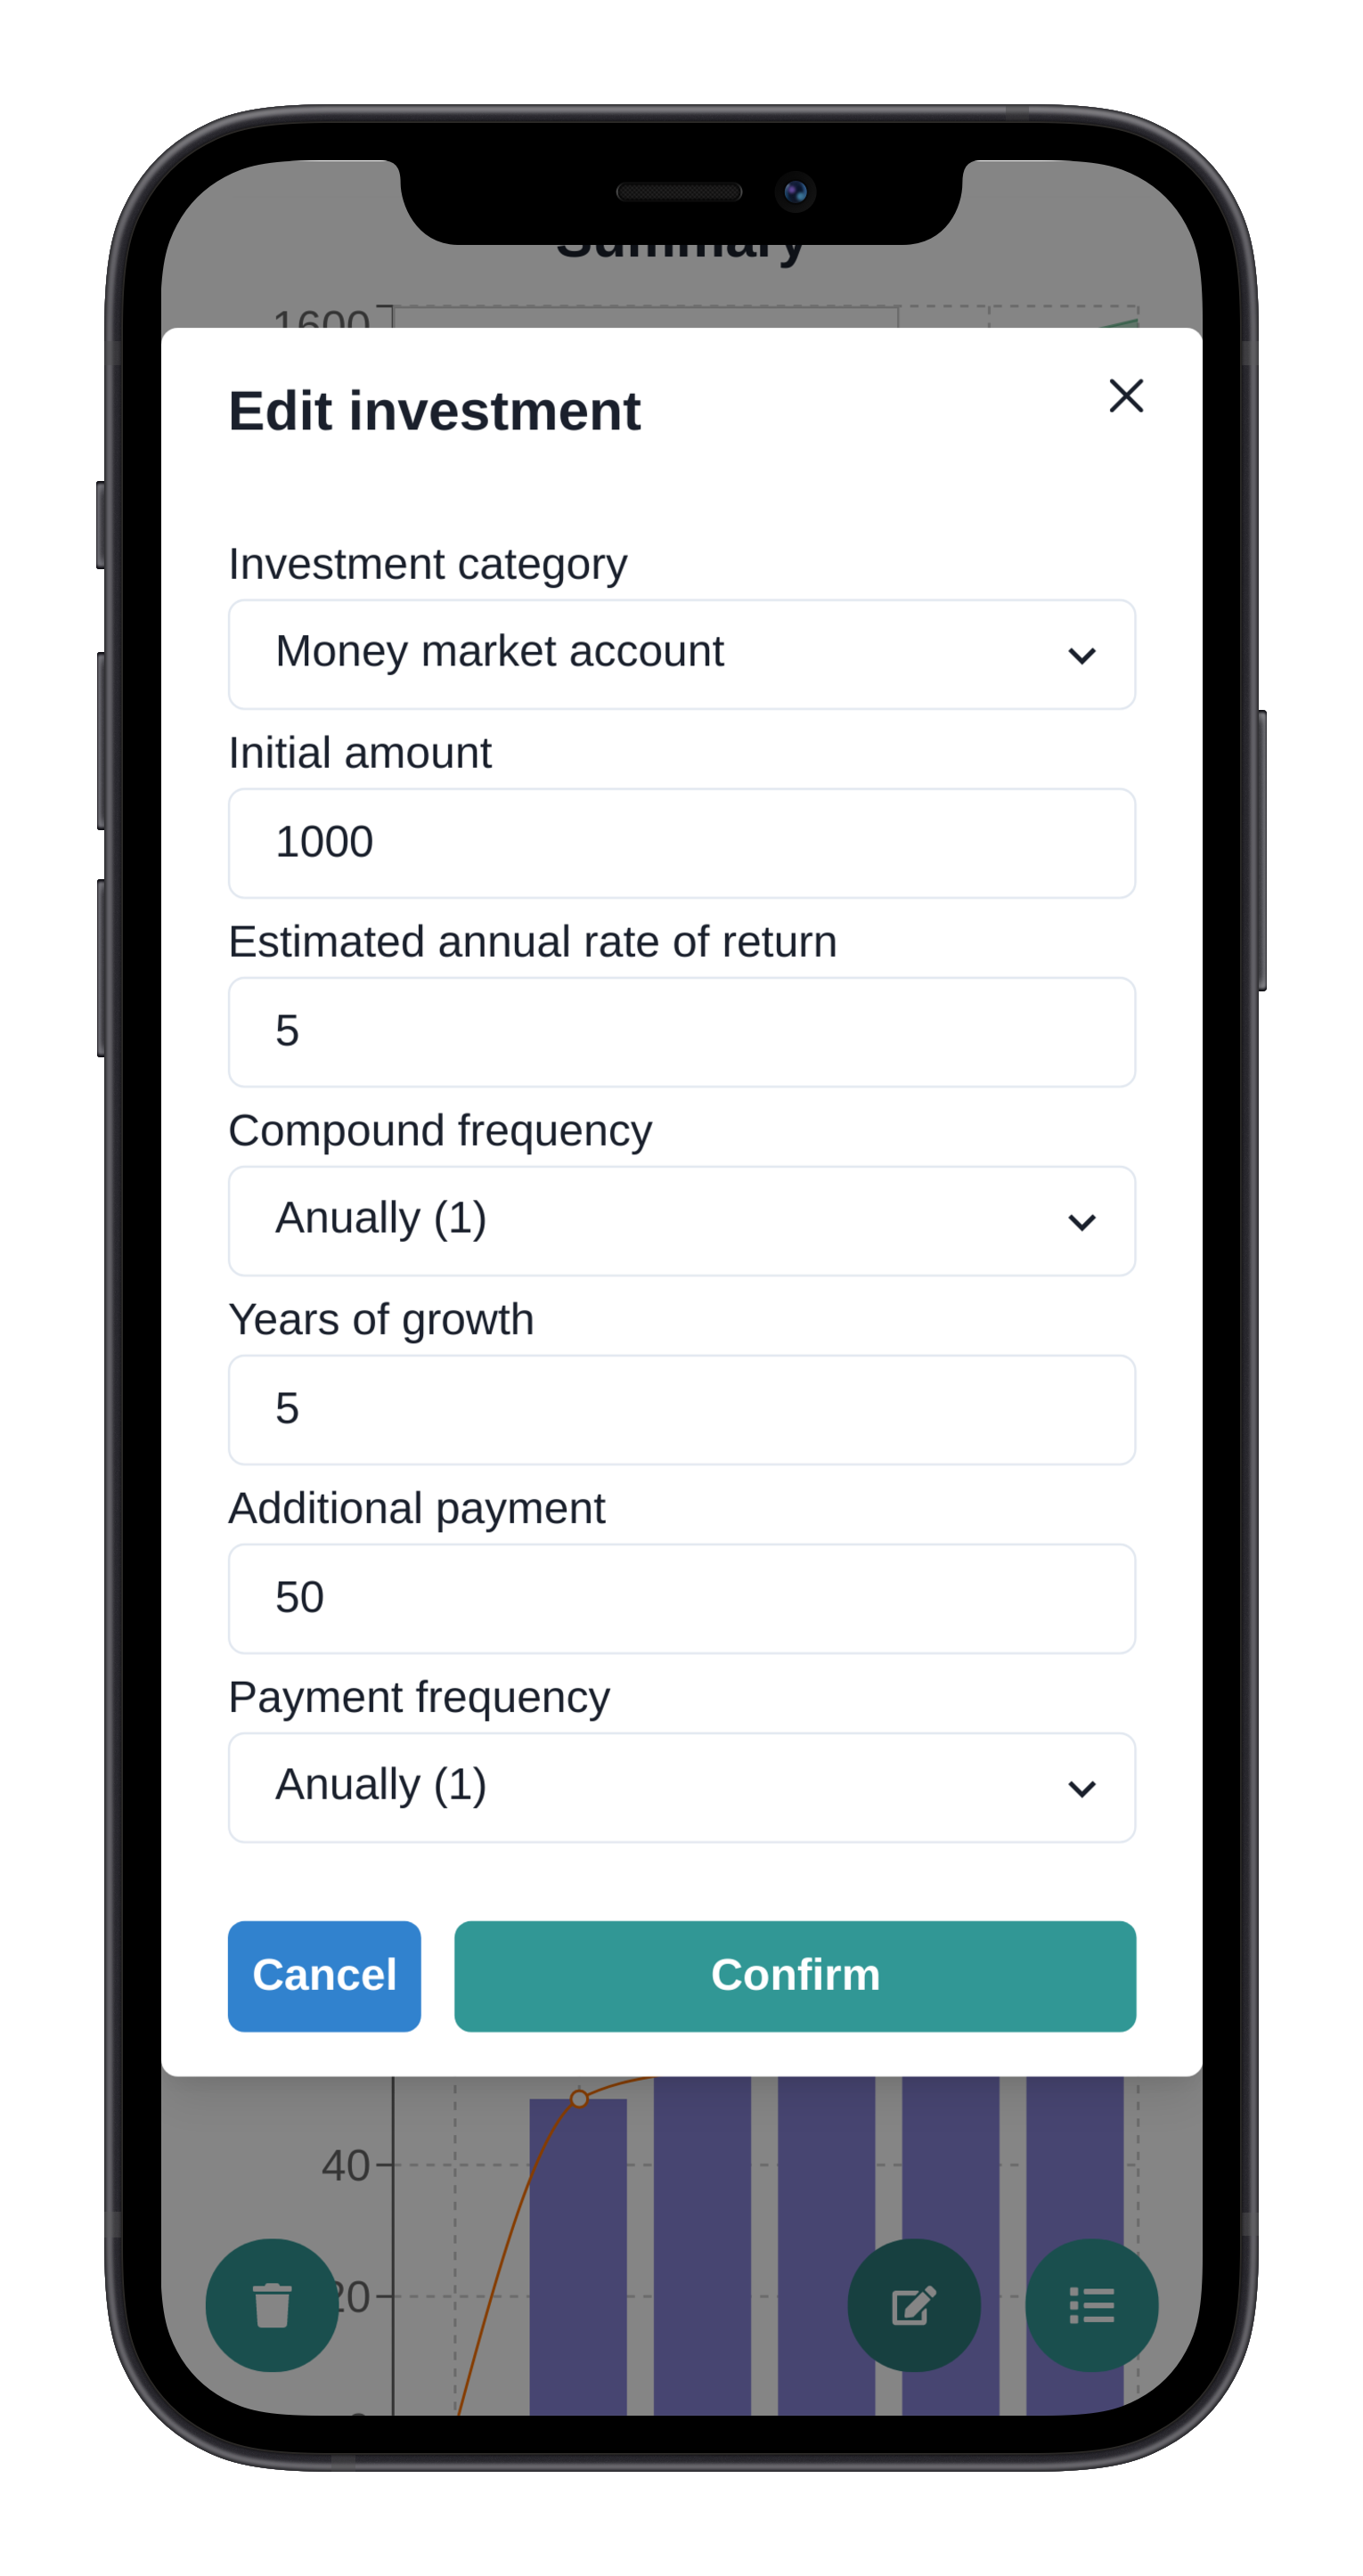 Summary
1600
Edit investment
Investment category
Money market account
Initial amount
1000
Estimated annual rate of return
5
Compound frequency
Anually (1)
Years of growth
5
Additional payment
50
Payment frequency
Anually (1)
Cancel
Confirm
40
20